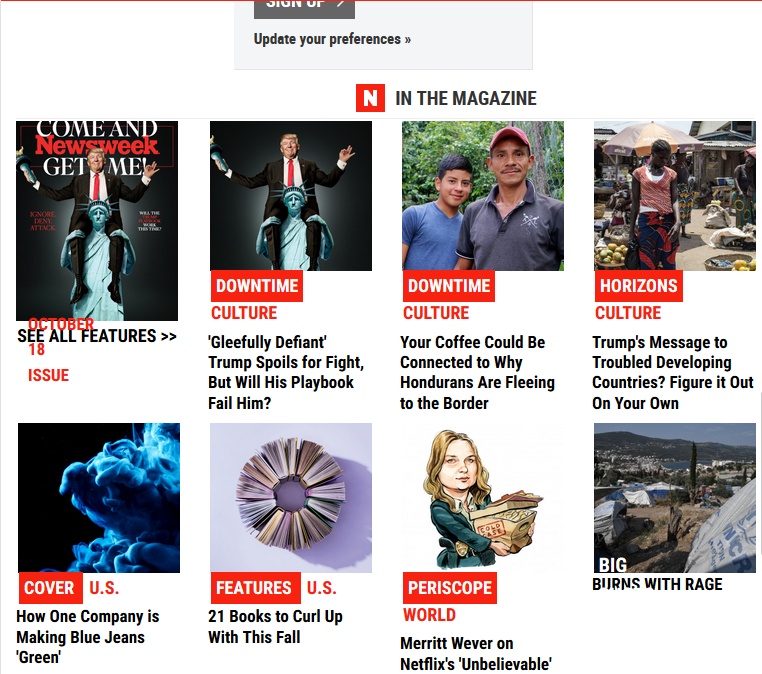 SIGN UP >
Update your preferences »
N IN THE MAGAZINE
COME AND
Newsweek
GET ME!
IGNORE.
DENY.
ATTACK.
WILL THE
WORK
THIS TIME?
OCTOBER
SEE ALL FEATURES >>
18
ISSUE
DOWNTIME
CULTURE
'Gleefully Defiant'
Trump Spoils for Fight,
But Will His Playbook
Fail Him?
DOWNTIME
CULTURE
Your Coffee Could Be
Connected to Why
Hondurans Are Fleeing
to the Border
HORIZONS
CULTURE
Trump's Message to
Troubled Developing
Countries? Figure it Out
On Your Own
COVER U.S.
How One Company is
Making Blue Jeans
'Green'
FEATURES U.S.
21 Books to Curl Up
With This Fall
COLD
CASE
PERISCOPE
WORLD
Merritt Wever on
Netflix's 'Unbelievable'
BIG
BURNS WITH RAGE